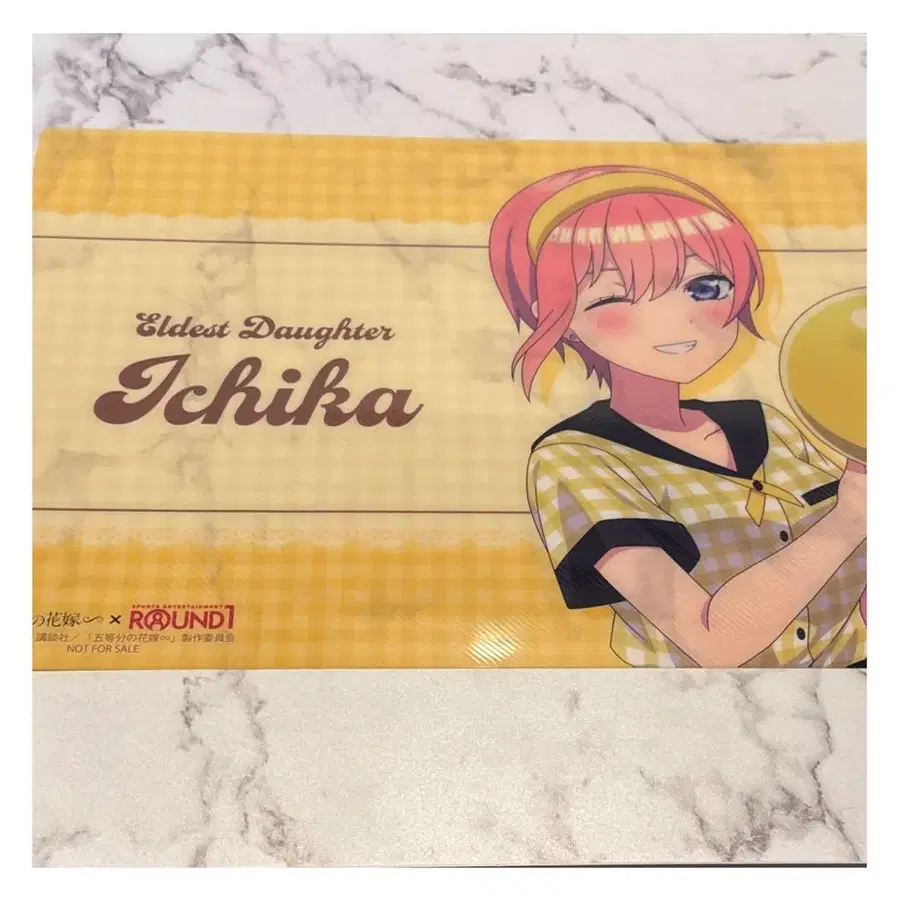 Eldest Daughter
Ichika
の花嫁∽ × SPORTS ENTERTAINMENT ROUND1
講談社／「五等分の花嫁∽」製作委員会
NOT FOR SALE